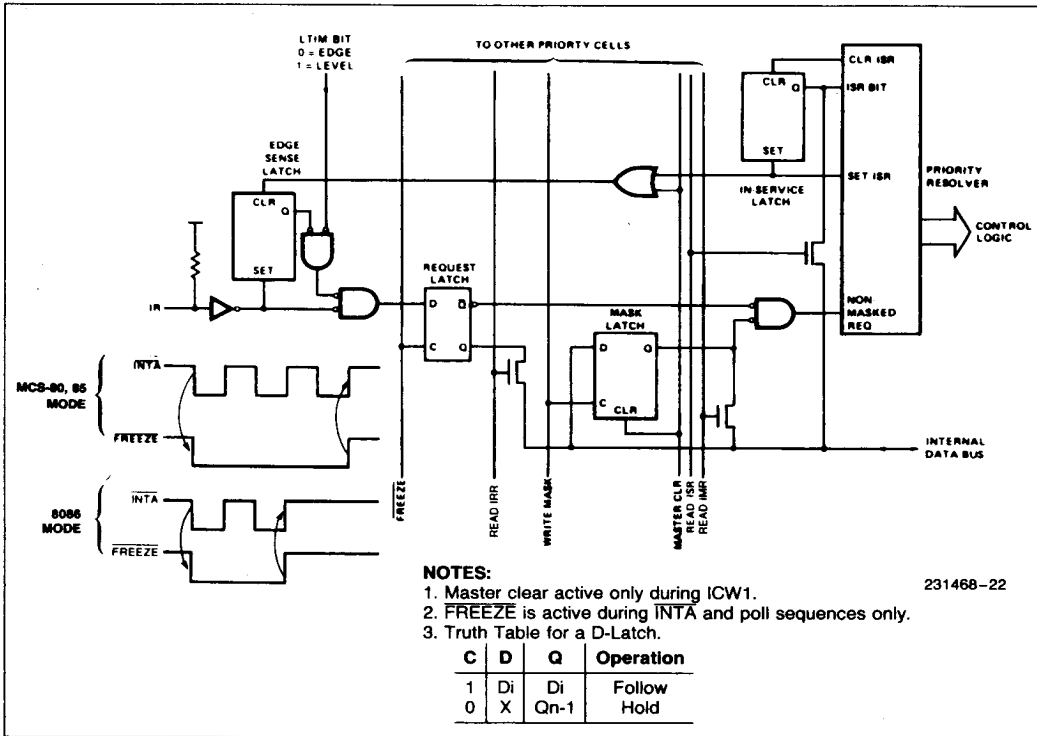 LTIM BIT
0 = EDGE
1 = LEVEL
TO OTHER PRIORTY CELLS
CLR ISR
CLR
Q
ISR BIT
SET
SET ISR
IN-SERVICE
LATCH
PRIORITY
RESOLVER
CONTROL
LOGIC
EDGE
SENSE
LATCH
CLR
Q
SET
IR
REQUEST
LATCH
D
Q
C
Q
MASK
LATCH
D
Q
C
CLR
NON
MASKED
REQ
INTERNAL
DATA BUS
MCS-80, 85
MODE
INTA
FREEZE
8086
MODE
INTA
FREEZE
FREEZE
READ IRR
WRITE MASK
MASTER CLR
READ ISR
READ IMR
NOTES:
231468-22
1. Master clear active only during ICW1.
2. FREEZE is active during INTA and poll sequences only.
3. Truth Table for a D-Latch.
C D Q Operation
1 Di Di Follow
0 X Qn-1 Hold